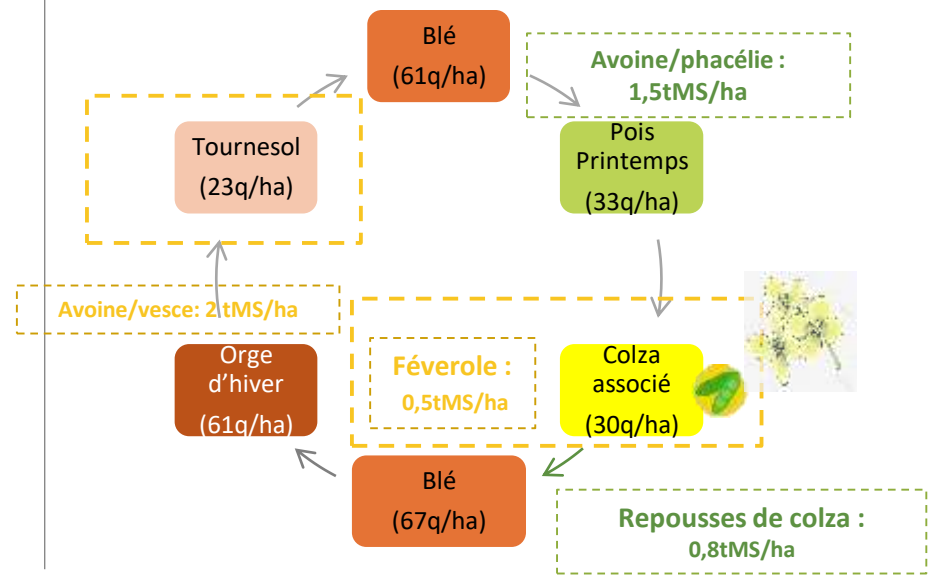 Blé
(61q/ha)
Avoine/phacélie :
1,5tMS/ha
Tournesol
(23q/ha)
Pois
Printemps
(33q/ha)
Avoine/vesce: 2 tMS/ha
Orge
d’hiver
(61q/ha)
Féverole :
0,5tMS/ha
Colza
associé
(30q/ha)
Blé
(67q/ha)
Repousses de colza :
0,8tMS/ha